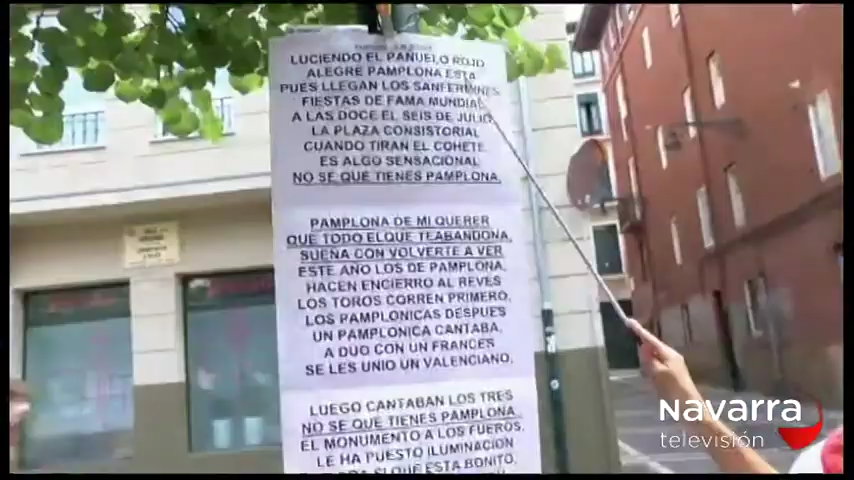 LUCIENDO EL PAÑUELO ROJO
ALEGRE PAMPLONA ESTA
PUES LLEGAN LOS SANFERMINES
FIESTAS DE FAMA MUNDIAL
A LAS DOCE EL SEIS DE JULIO
LA PLAZA CONSISTORIAL
CUANDO TIRAN EL COHETE
ES ALGO SENSACIONAL
NO SE QUE TIENES PAMPLONA,
PAMPLONA DE MI QUERER
QUE TODO ELQUE TEABANDONA,
SUEÑA CON VOLVERTE A VER
ESTE AÑO LOS DE PAMPLONA,
HACEN ENCIERRO AL REVES
LOS TOROS CORREN PRIMERO,
LOS PAMPLONICAS DESPUES
UN PAMPLONICA CANTABA,
A DUO CON UN FRANCES
SE LES UNIO UN VALENCIANO.
LUEGO CANTABAN LOS TRES
NO SE QUE TIENES PAMPLONA
EL MONUMENTO A LOS FUEROS,
LE HA PUESTO ILUMINACION
SI QUE ESTA BONITO,
Navarra
televisión